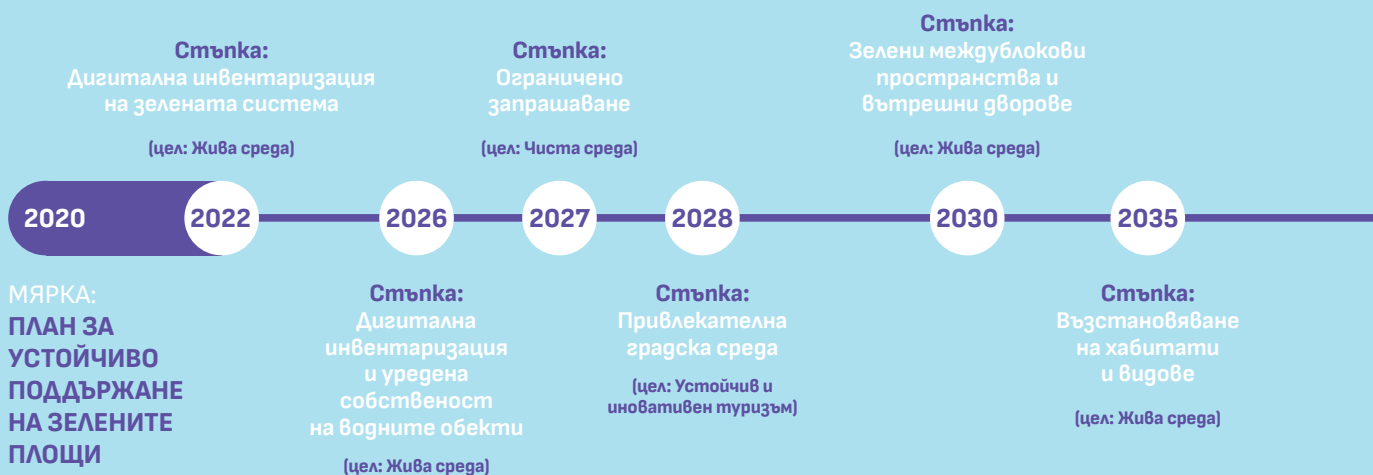 Стъпка:
Дигитална инвентаризация
на зелената система
(цел: Жива среда)
Стъпка:
Ограничено
запрашаване
(цел: Чиста среда)
Стъпка:
Зелени междублокови
пространства и
вътрешни дворове
(цел: Жива среда)
2020
2022
2026
2027
2028
2030
2035
МЯРКА:
ПЛАН ЗА
УСТОЙЧИВО
ПОДДЪРЖАНЕ
НА ЗЕЛЕНИТЕ
ПЛОЩИ
Стъпка:
Дигитална
инвентаризация
и уредена
собственост
на водните обекти
(цел: Жива среда)
Стъпка:
Привлекателна
градска среда
(цел: Устойчив и
иновативен туризъм)
Стъпка:
Възстановяване
на хабитати
и видове
(цел: Жива среда)